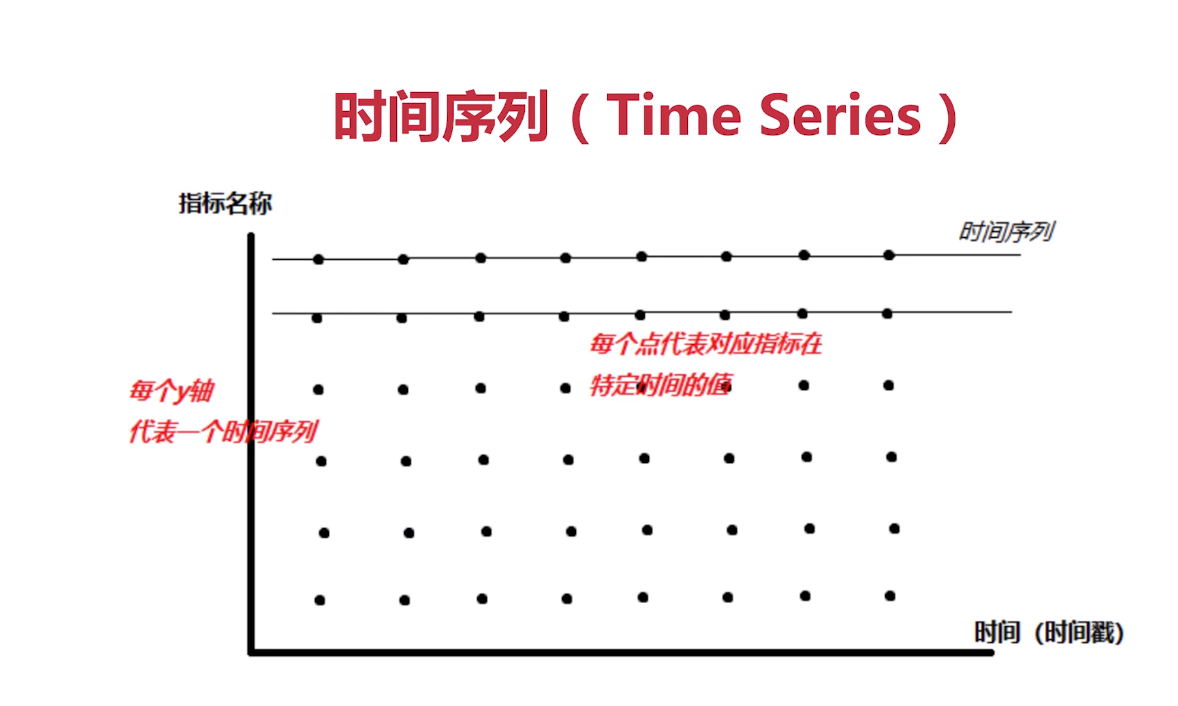 时间序列（Time Series）
指标名称
时间序列
每个点代表对应指标在
特定时间的值
每个y轴
代表一个时间序列
时间（时间戳）